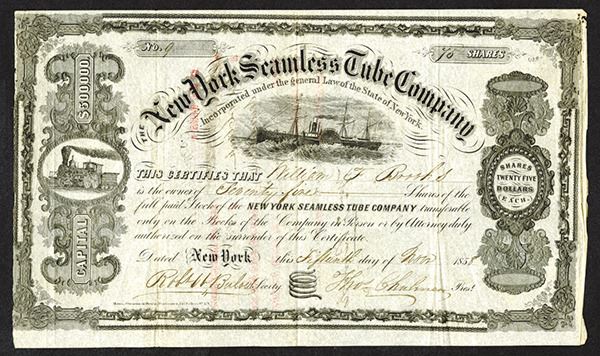 No. 9
75 SHARES
THE New York Seamless Tube Company
Incorporated under the general Law of the State of New York.
$500,000
CAPITAL
SHARES
TWENTY FIVE
DOLLARS
EACH.
THIS CERTIFIES THAT William F Brooks
is the owner of Seventy five Shares of the
full paid Stock of the NEW YORK SEAMLESS TUBE COMPANY transferable
only on the Books of the Company in Person or by Attorney duly
authorized on the surrender of this Certificate.
Dated New York this day of Nov 185
Secrty Pres!